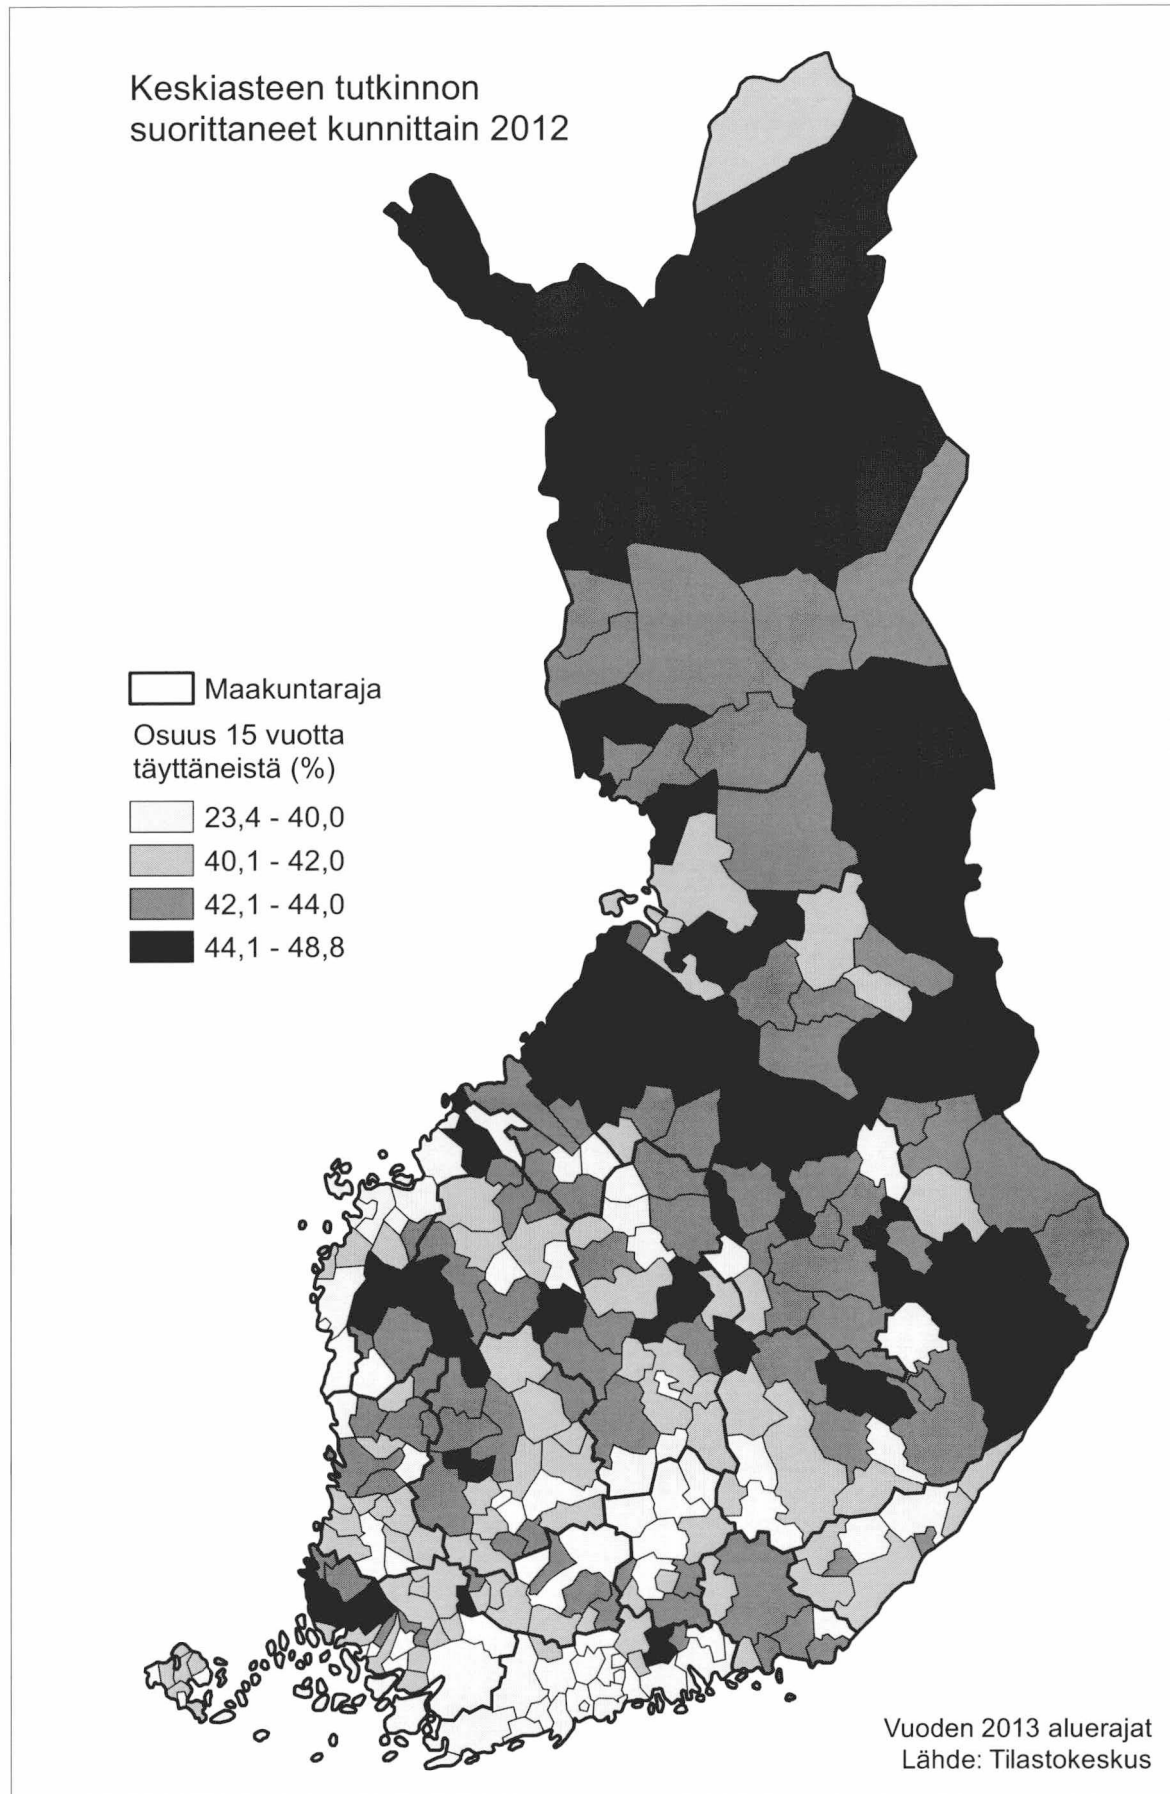 Keskiasteen tutkinnon
suorittaneet kunnittain 2012
Maakuntaraja
Osuus 15 vuotta
täyttäneistä (%)
23,4 - 40,0
40,1 - 42,0
42,1 - 44,0
44,1 - 48,8
Vuoden 2013 aluerajat
Lähde: Tilastokeskus